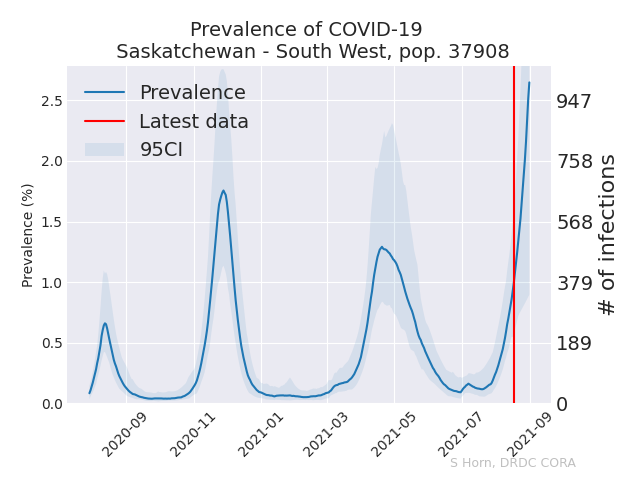 Prevalence of COVID-19
Saskatchewan - South West, pop. 37908
Prevalence
Latest data
95CI
Prevalence (%)
2.5
2.0
1.5
1.0
0.5
0.0
947
758
568
379
189
0
# of infections
2020-09
2020-11
2021-01
2021-03
2021-05
2021-07
2021-09
S Horn, DRDC CORA